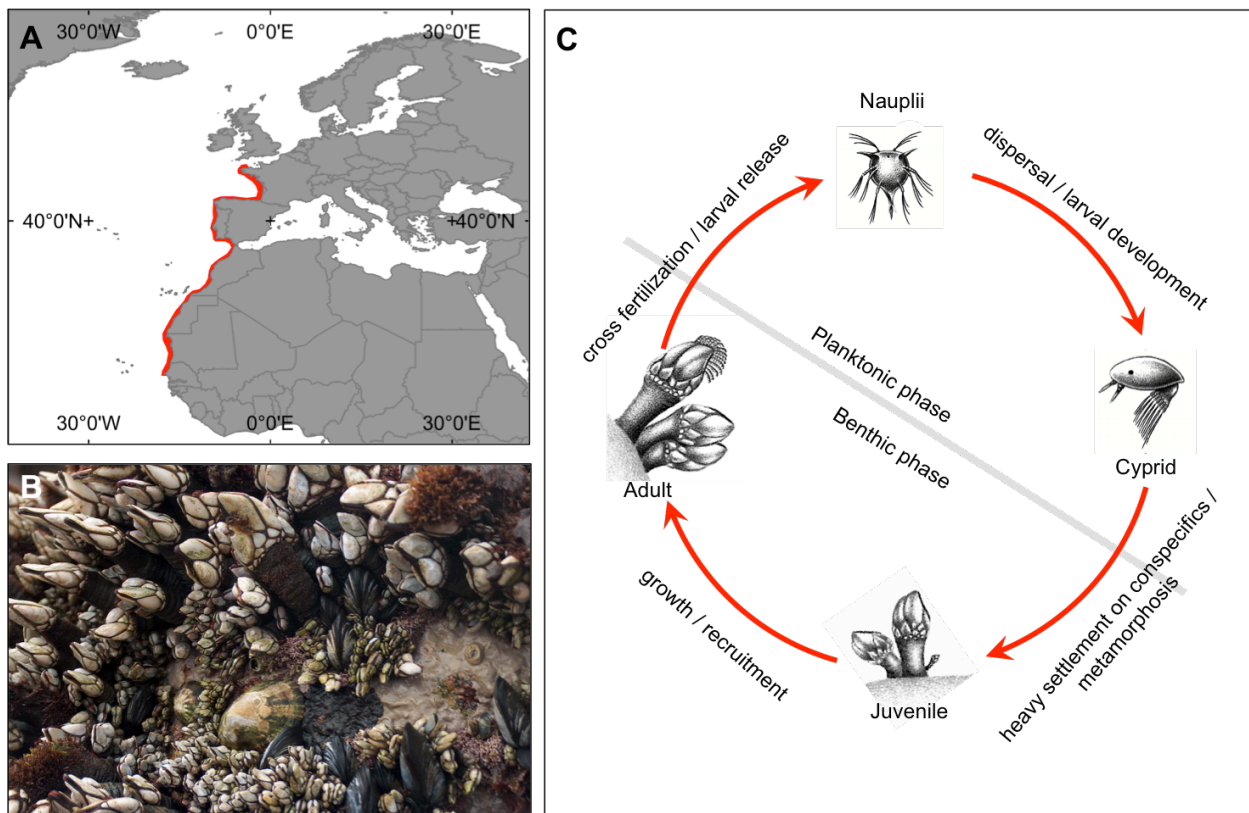 A
30°0'W
0°0'E
30°0'E
40°0'N
40°0'N
30°0'W
0°0'E
30°0'E
B
C
Nauplii
cross fertilization / larval release
dispersal / larval development
Planktonic phase
Benthic phase
Adult
Cyprid
growth / recruitment
Juvenile
heavy settlement on conspecifics /
metamorphosis